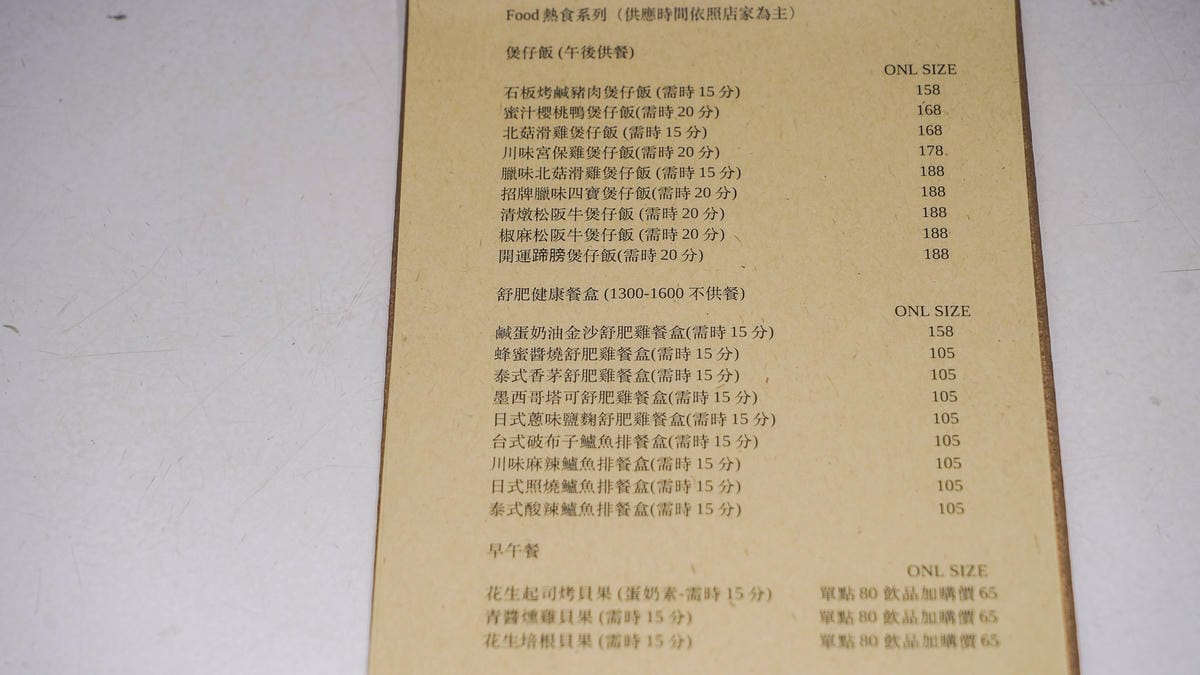 Food 熱食系列（供應時間依照店家為主）
煲仔飯 (午後供餐)
ONL SIZE
石板烤鹹豬肉煲仔飯 (需時 15 分) 158
蜜汁櫻桃鴨煲仔飯(需時 20 分) 168
北菇滑雞煲仔飯 (需時 15 分) 168
川味宮保雞煲仔飯(需時 20 分) 178
臘味北菇滑雞煲仔飯 (需時 15 分) 188
招牌臘味四寶煲仔飯(需時 20 分) 188
清燉松阪牛煲仔飯 (需時 20 分) 188
椒麻松阪牛煲仔飯 (需時 20 分) 188
開運蹄膀煲仔飯(需時 20 分) 188
舒肥健康餐盒 (1300-1600 不供餐)
ONL SIZE
鹹蛋奶油金沙舒肥雞餐盒(需時 15 分) 158
蜂蜜醬燒舒肥雞餐盒(需時 15 分) 105
泰式香茅舒肥雞餐盒(需時 15 分) 105
墨西哥塔可舒肥雞餐盒(需時 15 分) 105
日式蔥味鹽麴舒肥雞餐盒(需時 15 分) 105
台式破布子鱸魚排餐盒(需時 15 分) 105
川味麻辣鱸魚排餐盒(需時 15 分) 105
日式照燒鱸魚排餐盒(需時 15 分) 105
泰式酸辣鱸魚排餐盒(需時 15 分) 105
早午餐
ONL SIZE
花生起司烤貝果 (蛋奶素-需時 15 分) 單點 80 飲品加購價 65
青醬燻雞貝果 (需時 15 分) 單點 80 飲品加購價 65
花生培根貝果 (需時 15 分) 單點 80 飲品加購價 65